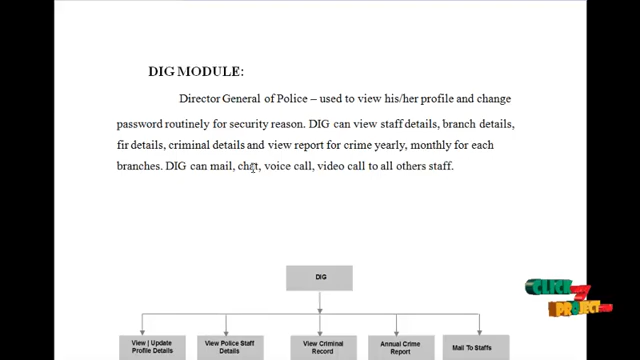 DIG MODULE:
Director General of Police – used to view his/her profile and change
password routinely for security reason. DIG can view staff details, branch details,
fir details, criminal details and view report for crime yearly, monthly for each
branches. DIG can mail, chat, voice call, video call to all others staff.
DIG
View | Update
Profile Details
View Police Staff
Details
View Criminal
Record
Annual Crime
Report
Mail To Staffs
CLICK
MY
PROJECT